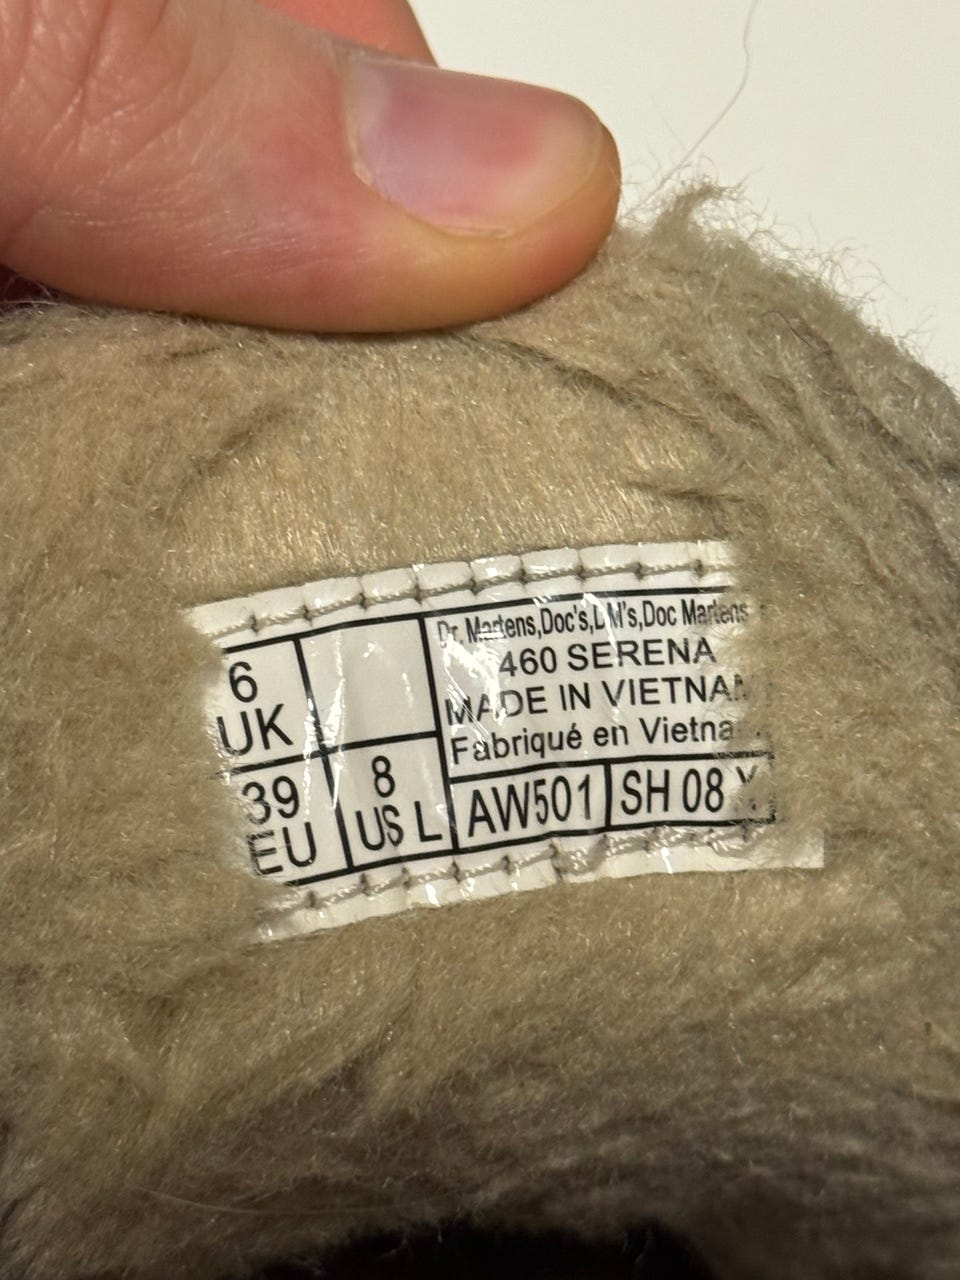 6
UK
39
EU
8
US L
Dr. Martens,Doc's,DM's,Doc Martens
460 SERENA
MADE IN VIETNAM
Fabriqué en Vietna
AW501
SH 08 Y